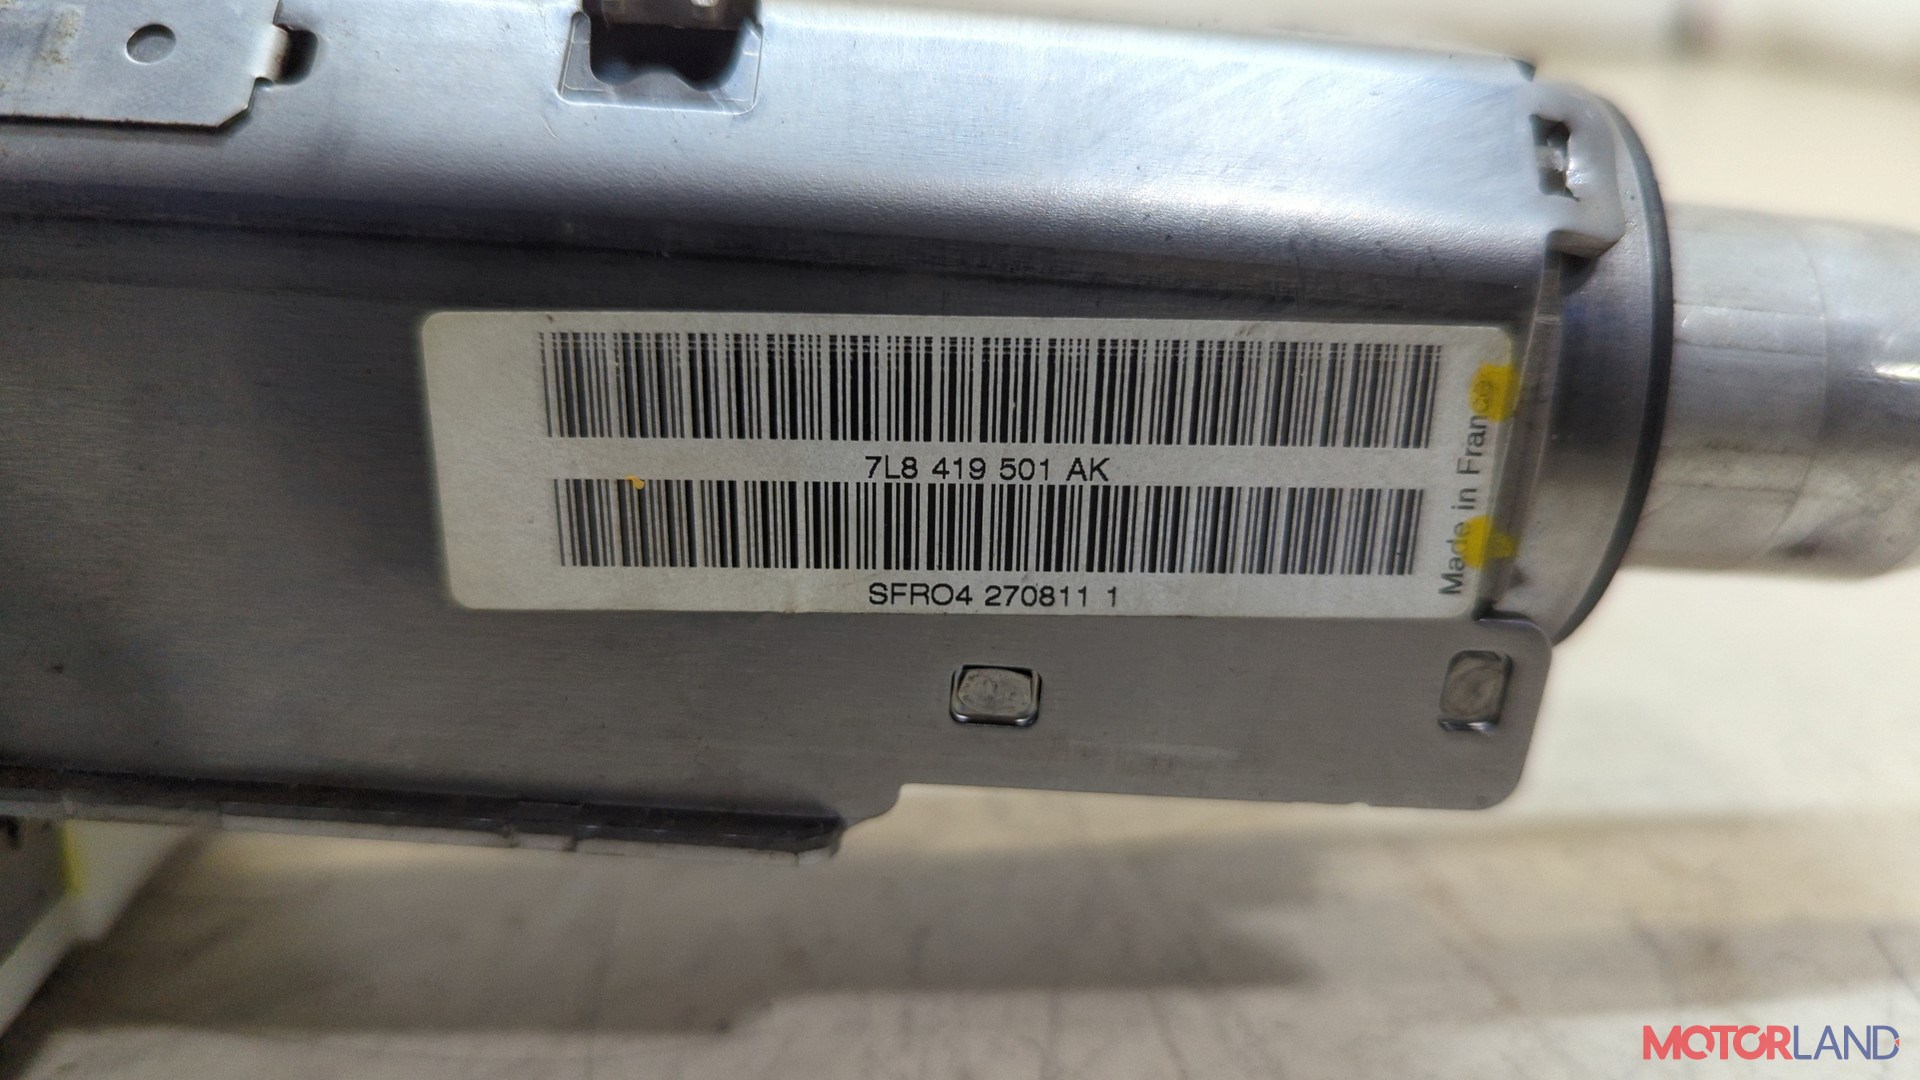 7L8 419 501 AK
SFRO4 270811 1
Made in France
MOTORLAND